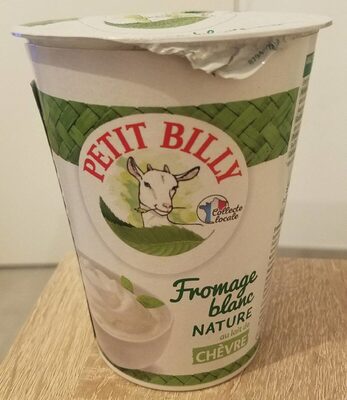 PETIT BILLY
Collecte
locale
Fromage
blanc
NATURE
au lait de
CHÈVRE